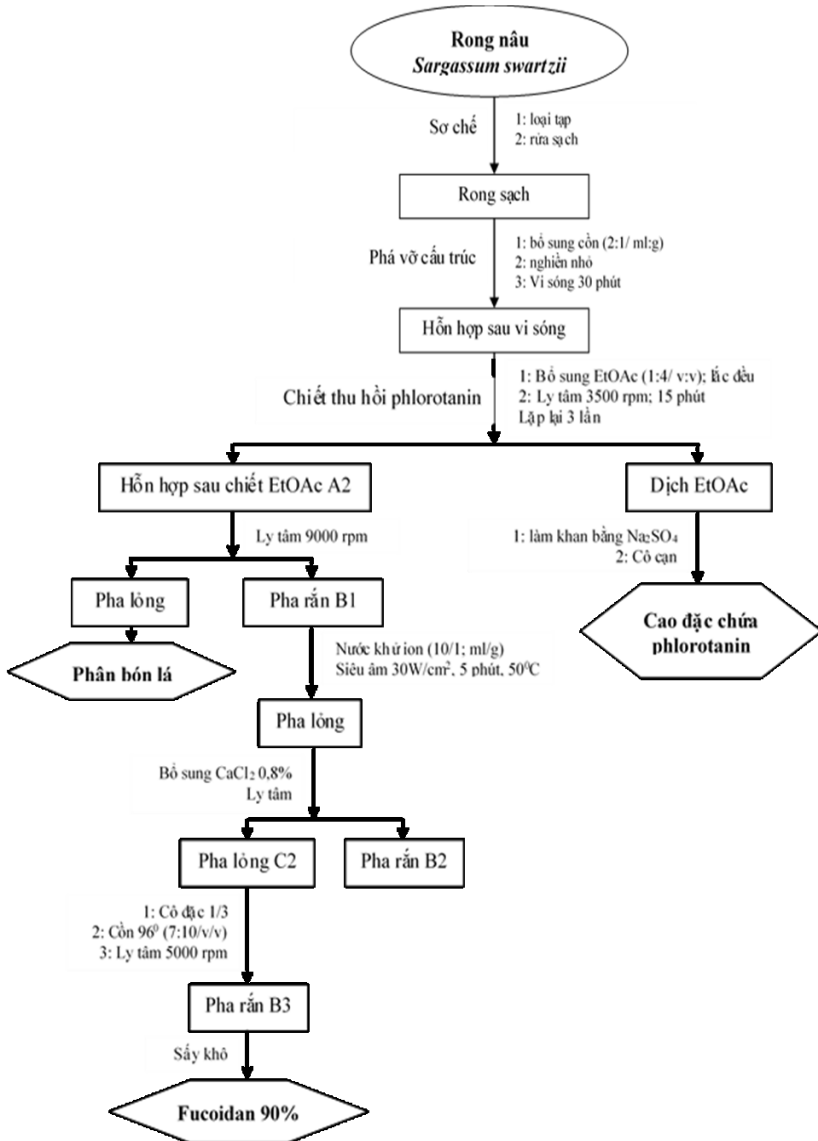 Rong nâu
Sargassum swartzii
Sơ chế
1: loại tạp
2: rửa sạch
Rong sạch
Phá vỡ cấu trúc
1: bổ sung cồn (2:1/ ml:g)
2: nghiền nhỏ
3: Vi sóng 30 phút
Hỗn hợp sau vi sóng
Chiết thu hồi phlorotanin
1: Bổ sung EtOAc (1:4/ v:v); lắc đều
2: Ly tâm 3500 rpm; 15 phút
Lặp lại 3 lần
Hỗn hợp sau chiết EtOAc A2
Dịch EtOAc
Ly tâm 9000 rpm
1: làm khan bằng Na₂SO₄
2: Cô cạn
Pha lỏng
Pha rắn B1
Cao đặc chứa
phlorotanin
Phân bón lá
Nước khử ion (10/1; ml/g)
Siêu âm 30W/cm², 5 phút, 50⁰C
Pha lỏng
Bổ sung CaCl₂ 0,8%
Ly tâm
Pha lỏng C2
Pha rắn B2
1: Cô đặc 1/3
2: Cồn 96⁰ (7:10/v/v)
3: Ly tâm 5000 rpm
Pha rắn B3
Sấy khô
Fucoidan 90%